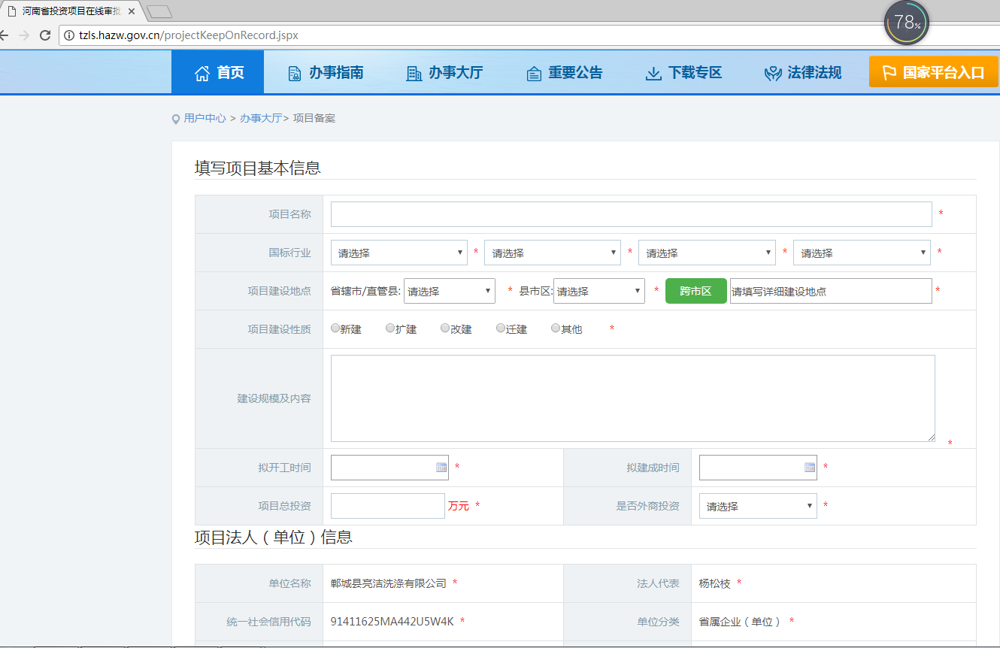 河南省投资项目在线审批
tzls.hazw.gov.cn/projectKeepOnRecord.jspx
78%
首页 办事指南 办事大厅 重要公告 下载专区 法律法规 国家平台入口
用户中心 > 办事大厅> 项目备案
填写项目基本信息
项目名称 *
国标行业 请选择 * 请选择 * 请选择 * 请选择 *
项目建设地点 省辖市/直管县: 请选择 * 县市区: 请选择 * 跨市区 请填写详细建设地点 *
项目建设性质 新建 扩建 改建 迁建 其他 *
建设规模及内容 *
拟开工时间 * 拟建成时间 *
项目总投资 万元 * 是否外商投资 请选择 *
项目法人（单位）信息
单位名称 郸城县亮洁洗涤有限公司 * 法人代表 杨松枝 *
统一社会信用代码 91411625MA442U5W4K * 单位分类 省属企业（单位） *